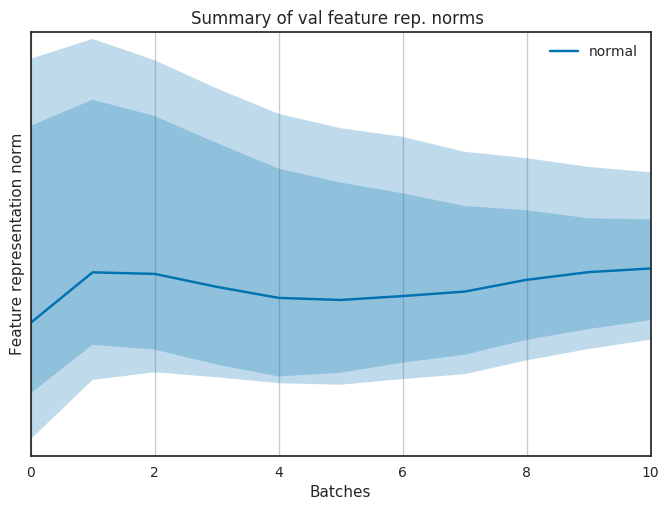 Summary of val feature rep. norms
normal
Feature representation norm
0 2 4 6 8 10
Batches